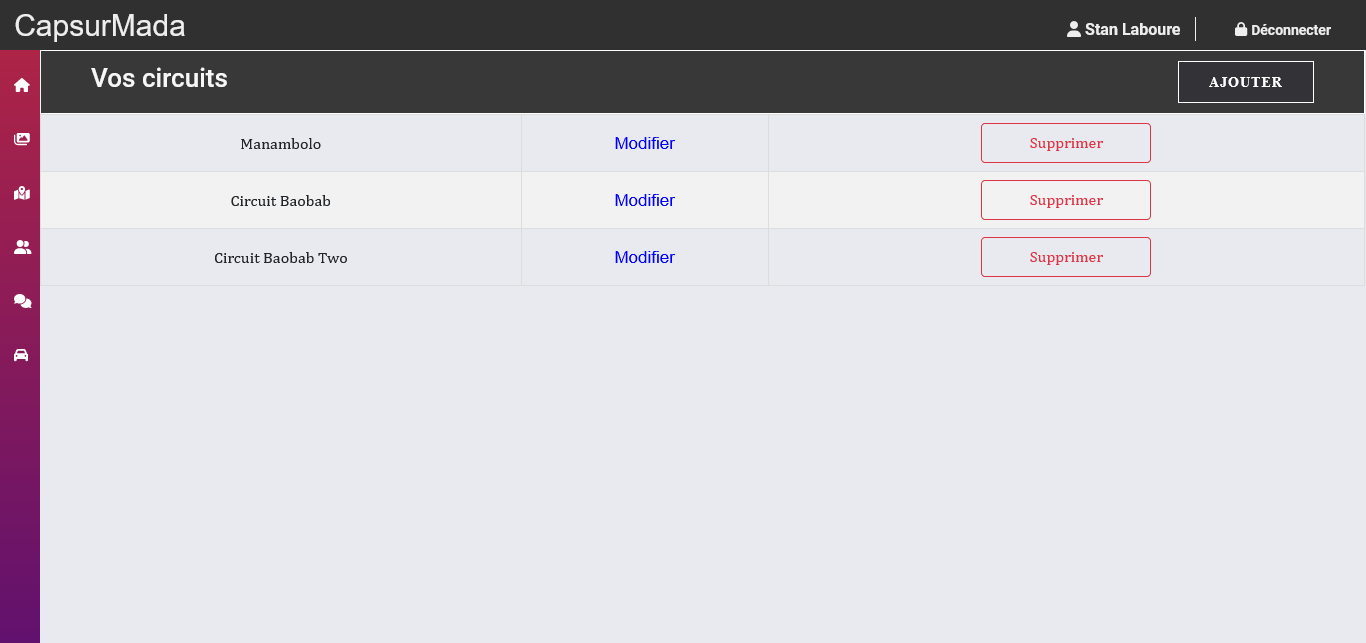 CapsurMada
Stan Laboure
Déconnecter
Vos circuits
AJOUTER
Manambolo Modifier Supprimer
Circuit Baobab Modifier Supprimer
Circuit Baobab Two Modifier Supprimer